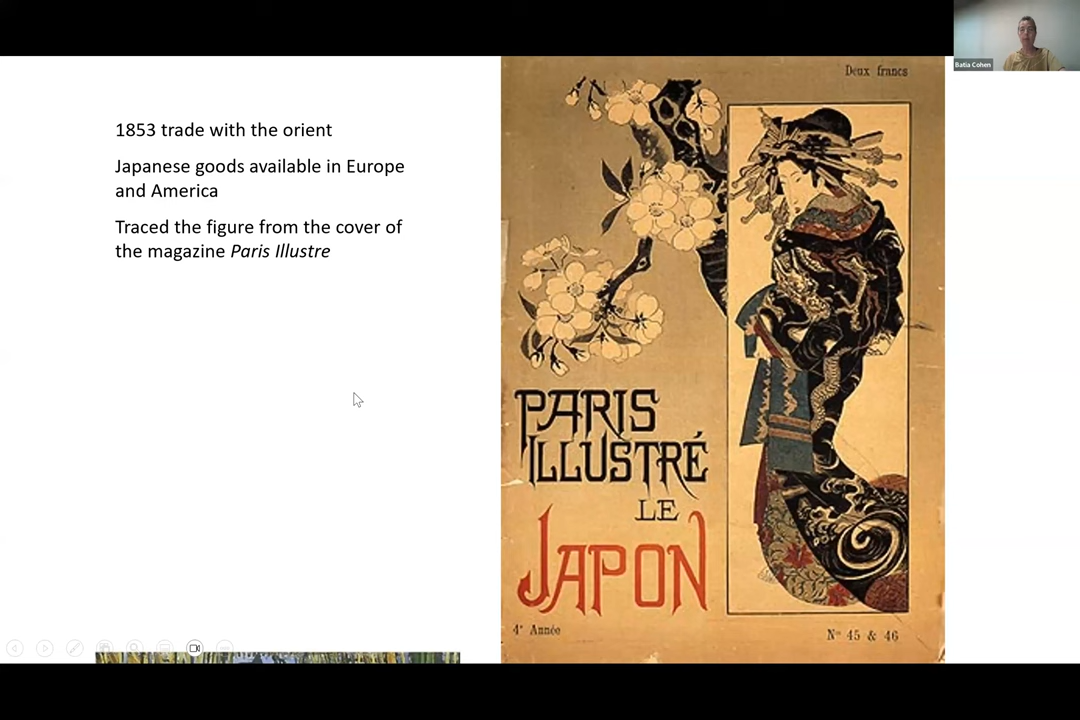 Batia Cohen
1853 trade with the orient
Japanese goods available in Europe
and America
Traced the figure from the cover of
the magazine Paris Illustre
Deux francs
PARIS
ILLUSTRÉ
LE
JAPON
4e Année
Nos 45 & 46